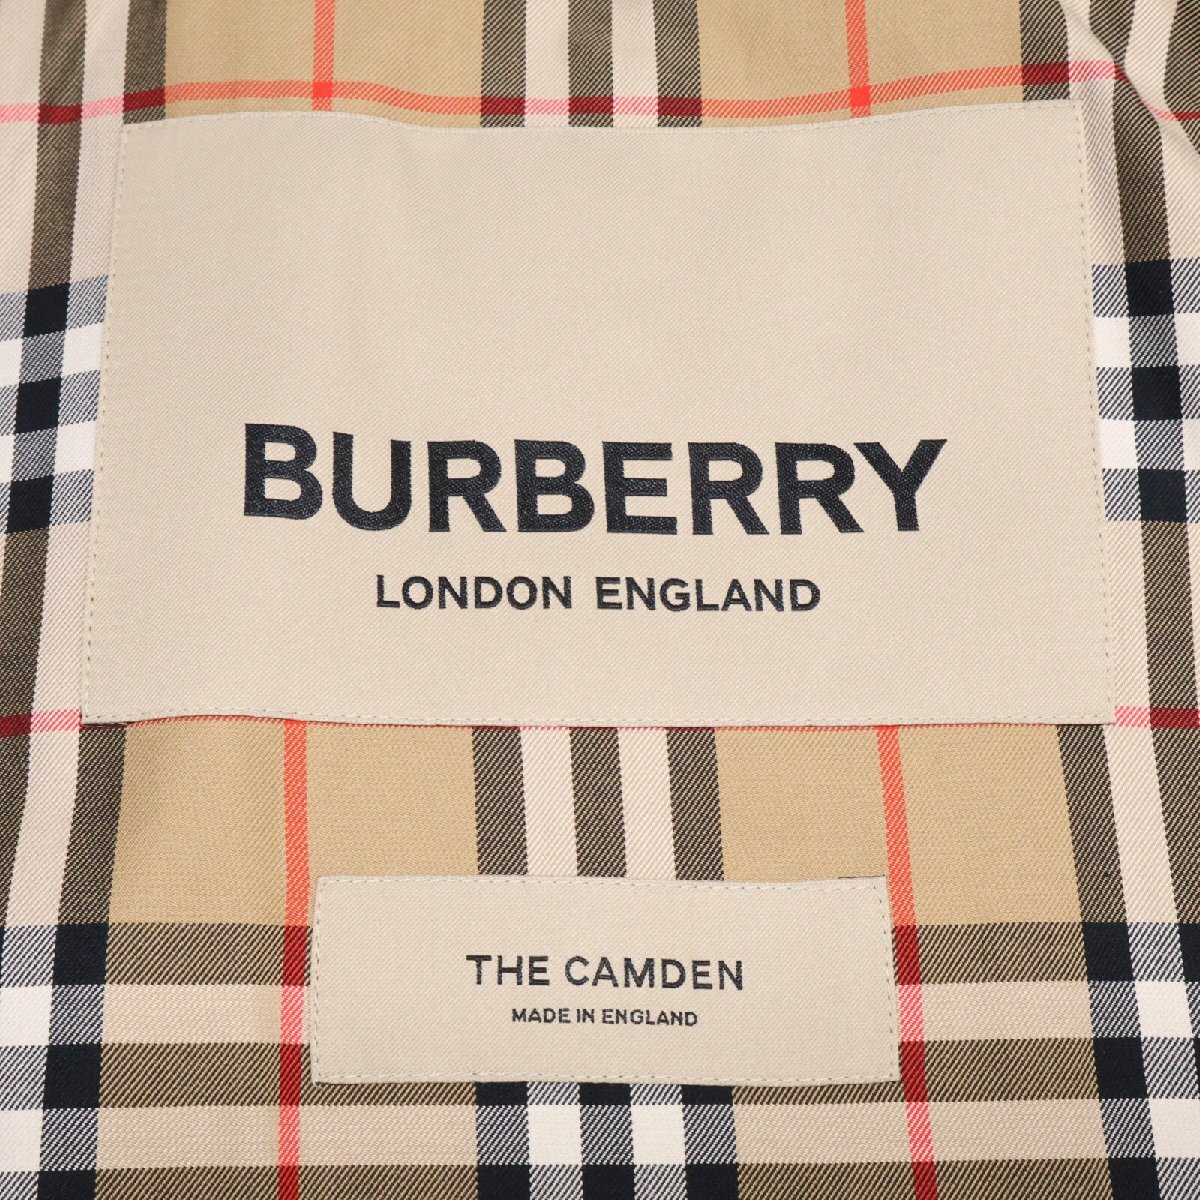 BURBERRY
LONDON ENGLAND
THE CAMDEN
MADE IN ENGLAND